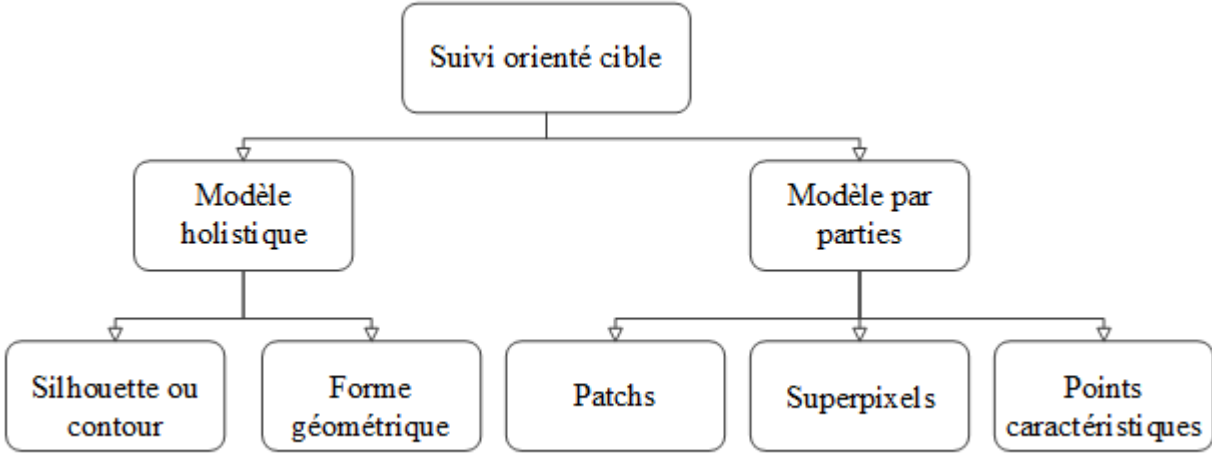 Suivi orienté cible
Modèle
holistique
Modèle par
parties
Silhouette ou
contour
Forme
géométrique
Patchs
Superpixels
Points
caractéristiques